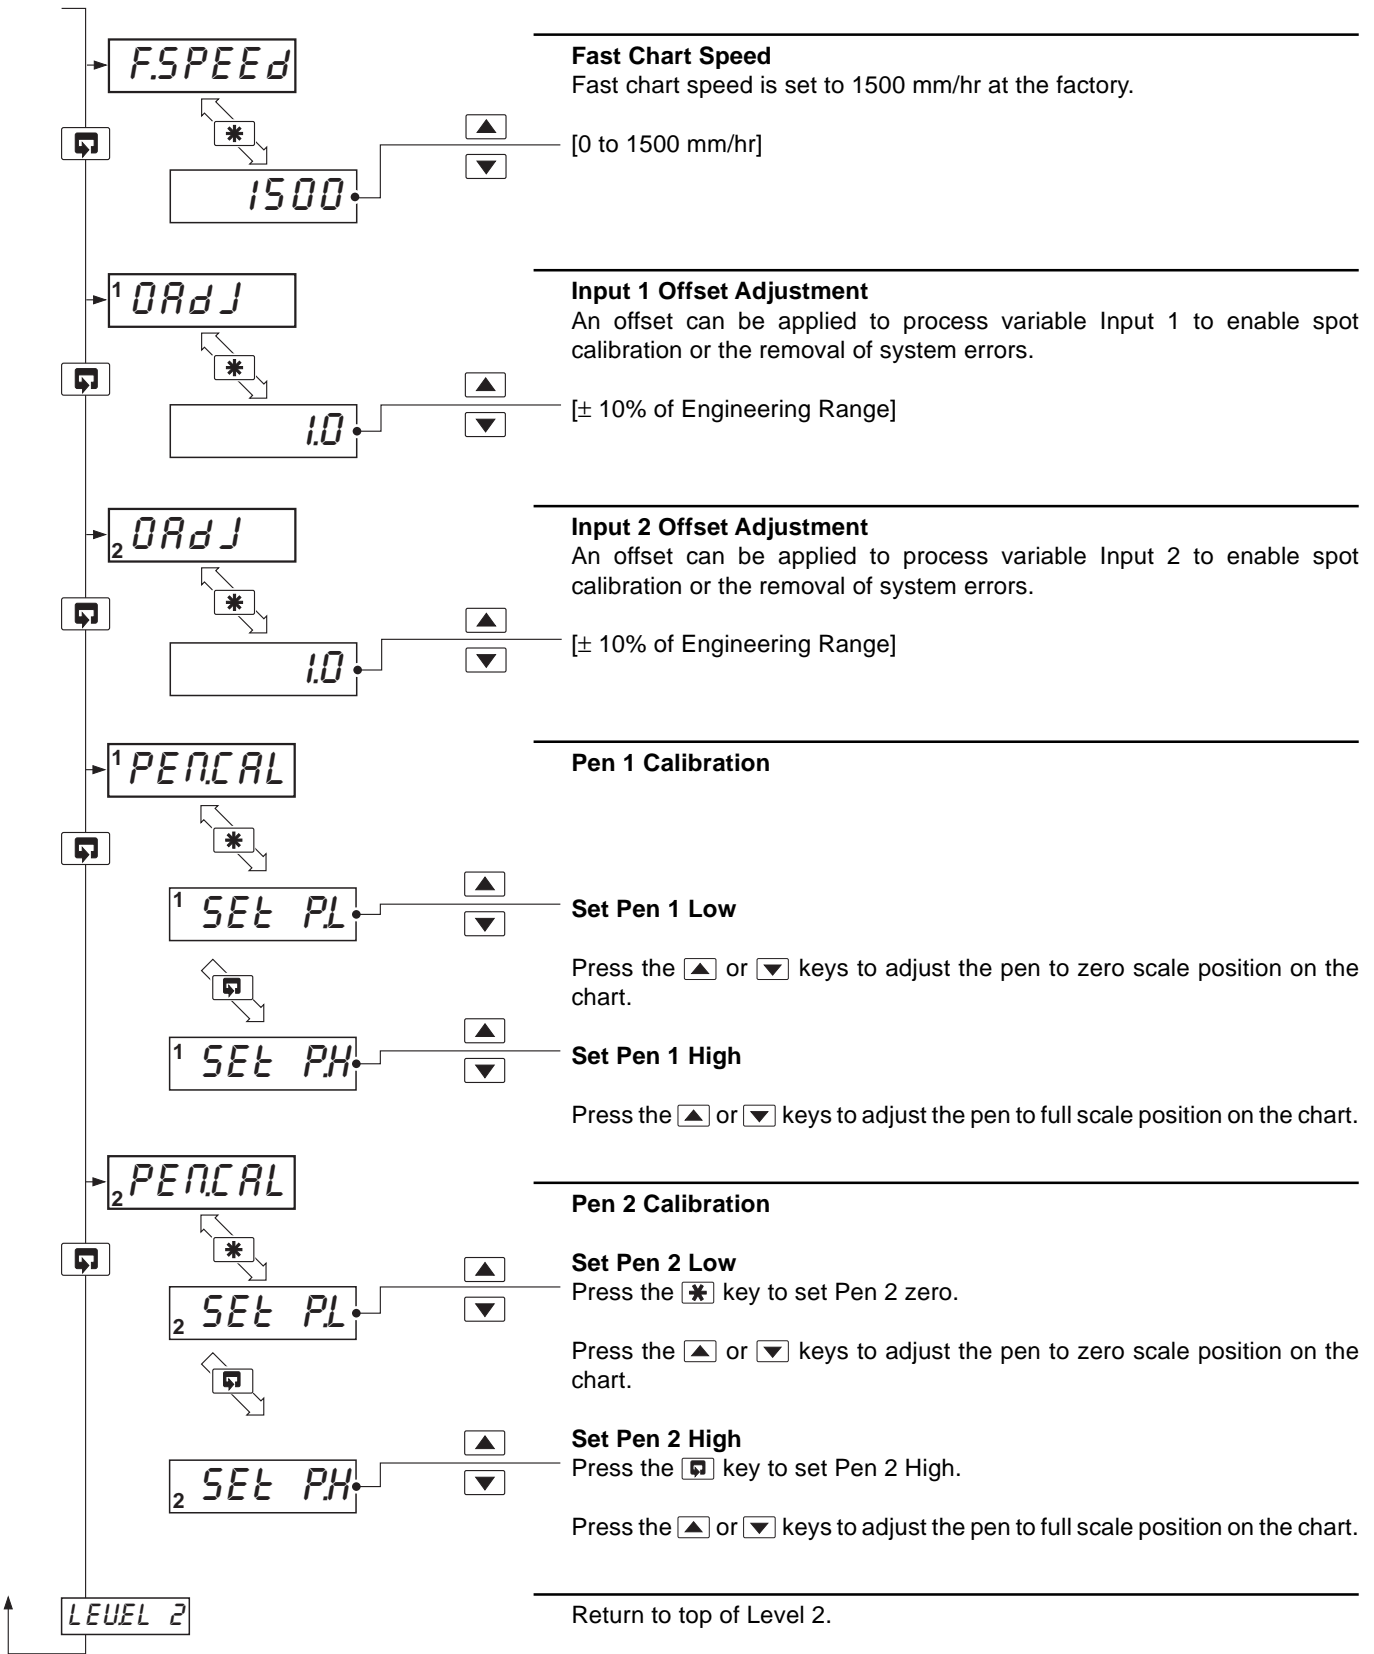 F.SPEEd
Fast Chart Speed
Fast chart speed is set to 1500 mm/hr at the factory.
[0 to 1500 mm/hr]
1500
1 OAdJ
Input 1 Offset Adjustment
An offset can be applied to process variable Input 1 to enable spot
calibration or the removal of system errors.
[± 10% of Engineering Range]
1.0
2 OAdJ
Input 2 Offset Adjustment
An offset can be applied to process variable Input 2 to enable spot
calibration or the removal of system errors.
[± 10% of Engineering Range]
1.0
1 PEN.CAL
Pen 1 Calibration
1 SEt P.L
Set Pen 1 Low
Press the ▲ or ▼ keys to adjust the pen to zero scale position on the
chart.
1 SEt P.H
Set Pen 1 High
Press the ▲ or ▼ keys to adjust the pen to full scale position on the chart.
2 PEN.CAL
Pen 2 Calibration
Set Pen 2 Low
Press the ✱ key to set Pen 2 zero.
2 SEt P.L
Press the ▲ or ▼ keys to adjust the pen to zero scale position on the
chart.
Set Pen 2 High
Press the key to set Pen 2 High.
2 SEt P.H
Press the ▲ or ▼ keys to adjust the pen to full scale position on the chart.
LEVEL 2
Return to top of Level 2.